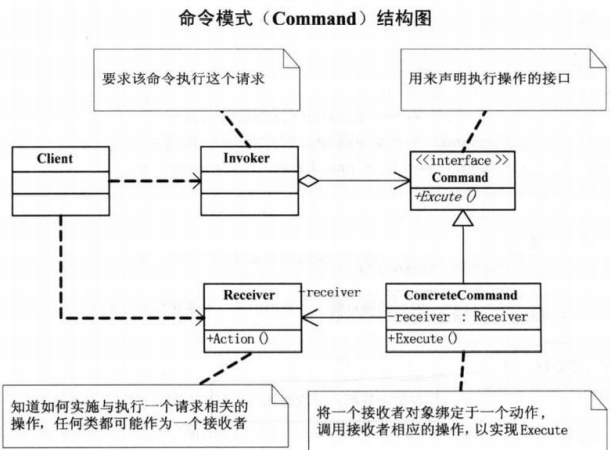 命令模式（Command）结构图
要求该命令执行这个请求
用来声明执行操作的接口
Client
Invoker
<<interface >>
Command
+Excute ()
Receiver
-receiver
ConcreteCommand
-receiver : Receiver
+Action ()
+Execute ()
知道如何实施与执行一个请求相关的
操作，任何类都可能作为一个接收者
将一个接收者对象绑定于一个动作，
调用接收者相应的操作，以实现Execute